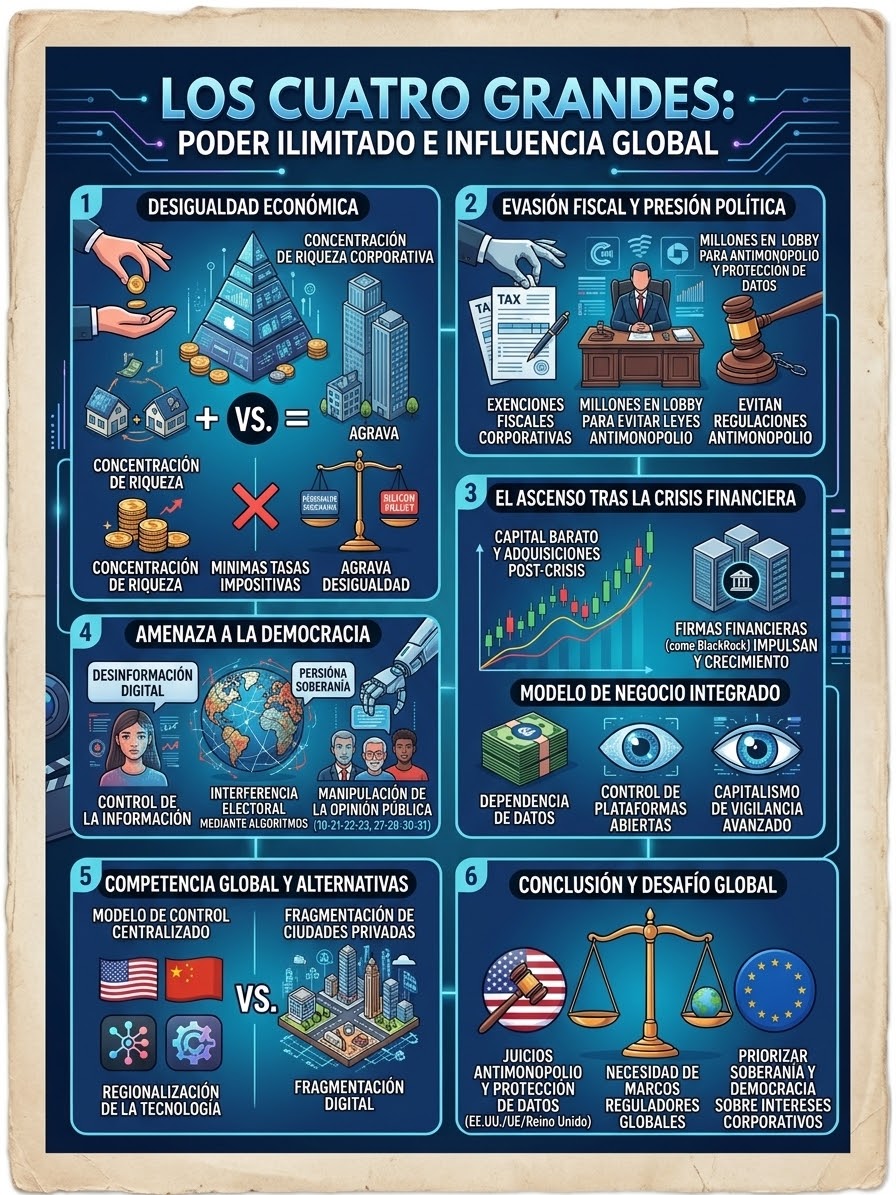 LOS CUATRO GRANDES:
PODER ILIMITADO E INFLUENCIA GLOBAL
1
DESIGUALDAD ECONÓMICA
CONCENTRACIÓN
DE RIQUEZA CORPORATIVA
+ VS. =
AGRAVA
CONCENTRACIÓN
DE RIQUEZA
SILICON
CONCENTRACIÓN
DE RIQUEZA
MINIMAS TASAS
IMPOSITIVAS
AGRAVA
DESIGUALDAD
2
EVASIÓN FISCAL Y PRESIÓN POLÍTICA
MILLONES EN LOBBY
PARA ANTIMONOPOLIO
Y PROTECCIÓN DE
DATOS
TA
TAX
EXENCIONES
FISCALES
CORPORATIVAS
MILLONES EN LOBBY
PARA EVITAR LEYES
ANTIMONOPOLIO
EVITAN
REGULACIONES
ANTIMONOPOLIO
3
EL ASCENSO TRAS LA CRISIS FINANCIERA
CAPITAL BARATO
Y ADQUISICIONES
POST-CRISIS
FIRMAS FINANCIERAS
(como BlackRock) IMPULSAN
Y CRECIMIENTO
MODELO DE NEGOCIO INTEGRADO
DEPENDENCIA
DE DATOS
CONTROL DE
PLATAFORMAS
ABIERTAS
CAPITALISMO
DE VIGILANCIA
AVANZADO
4
AMENAZA A LA DEMOCRACIA
DESINFORMACIÓN
DIGITAL
PERSIÓNA
SOBERANÍA
CONTROL DE
LA INFORMACIÓN
INTERFERENCIA
ELECTORAL
MEDIANTE ALGORITMOS
MANIPULACIÓN DE
LA OPINIÓN PÚBLICA
(10-21-22-23, 27-28-30-31)
5
COMPETENCIA GLOBAL Y ALTERNATIVAS
MODELO DE CONTROL
CENTRALIZADO
VS.
FRAGMENTACIÓN DE
CIUDADES PRIVADAS
REGIONALIZACIÓN
DE LA TECNOLOGÍA
FRAGMENTACIÓN
DIGITAL
6
CONCLUSIÓN Y DESAFÍO GLOBAL
JUICIOS
ANTIMONOPOLIO
Y PROTECCIÓN
DE DATOS
(EE.UU./UE/Reino Unido)
NECESIDAD DE
MARCOS
REGULADORES
GLOBALES
PRIORIZAR
SOBERANÍA Y
DEMOCRACIA
SOBRE INTERESES
CORPORATIVOS